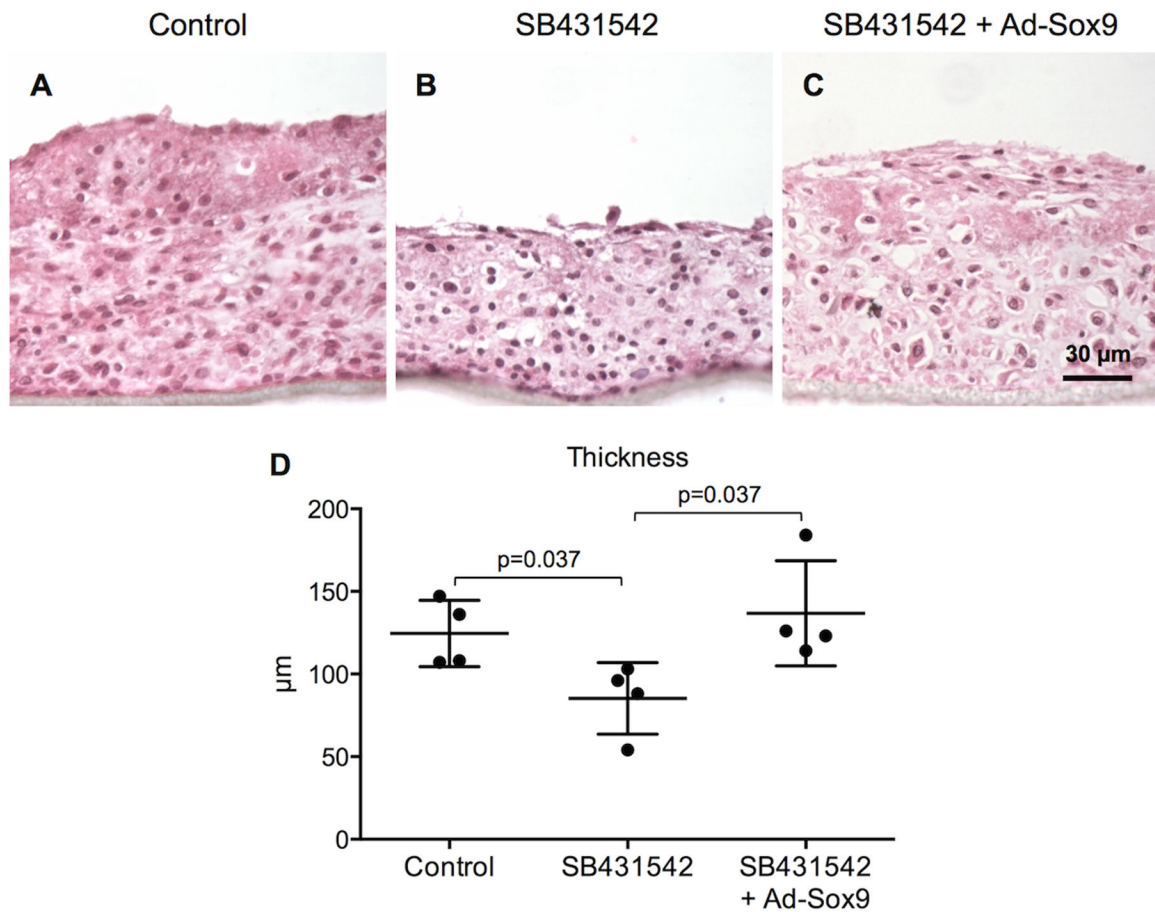 Control
SB431542
SB431542 + Ad-Sox9
A
B
C
30 µm
D
Thickness
p=0.037
p=0.037
200
150
100
50
0
µm
Control
SB431542
SB431542
+ Ad-Sox9